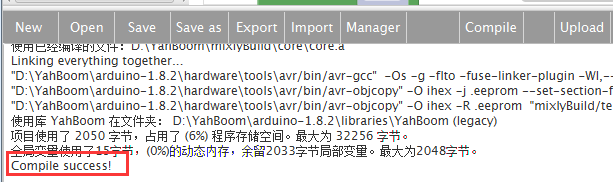 New Open Save Save as Export Import Manager Compile Upload
使用已经编译的文件: D:\YahBoom\mixlyBuild\core\core.a
Linking everything together...
"D:\YahBoom\arduino-1.8.2\hardware\tools\avr/bin/avr-gcc" -Os -g -flto -fuse-linker-plugin -Wl,--
"D:\YahBoom\arduino-1.8.2\hardware\tools\avr/bin/avr-objcopy" -O ihex -j .eeprom --set-section-f
"D:\YahBoom\arduino-1.8.2\hardware\tools\avr/bin/avr-objcopy" -O ihex -R .eeprom "mixlyBuild/te
使用库 YahBoom 在文件夹: D:\YahBoom\arduino-1.8.2\libraries\YahBoom (legacy)
项目使用了 2050 字节，占用了 (6%) 程序存储空间。最大为 32256 字节。
全局变量使用了15字节，(0%)的动态内存，余留2033字节局部变量。最大为2048字节。
Compile success!